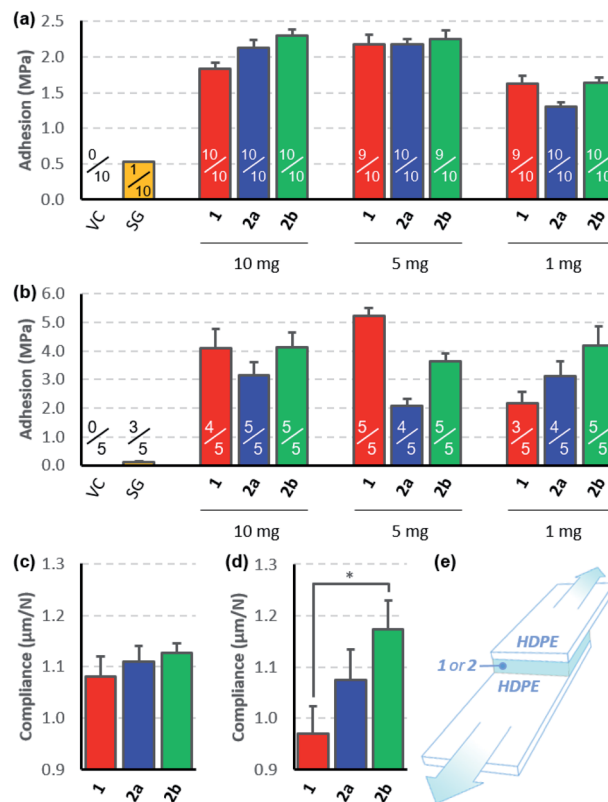 (a)
Adhesion (MPa)
2.5
2.0
1.5
1.0
0.5
0.0
0/10
1/10
10/10
10/10
10/10
9/10
10/10
9/10
9/10
10/10
10/10
VC
SG
1
2a
2b
1
2a
2b
1
2a
2b
10 mg
5 mg
1 mg
(b)
Adhesion (MPa)
6.0
5.0
4.0
3.0
2.0
1.0
0.0
0/5
3/5
4/5
5/5
5/5
5/5
4/5
5/5
3/5
4/5
5/5
VC
SG
1
2a
2b
1
2a
2b
1
2a
2b
10 mg
5 mg
1 mg
(c)
Compliance (µm/N)
1.3
1.2
1.1
1.0
0.9
1
2a
2b
(d)
Compliance (µm/N)
1.3
1.2
1.1
1.0
0.9
*
1
2a
2b
(e)
HDPE
1 or 2
HDPE